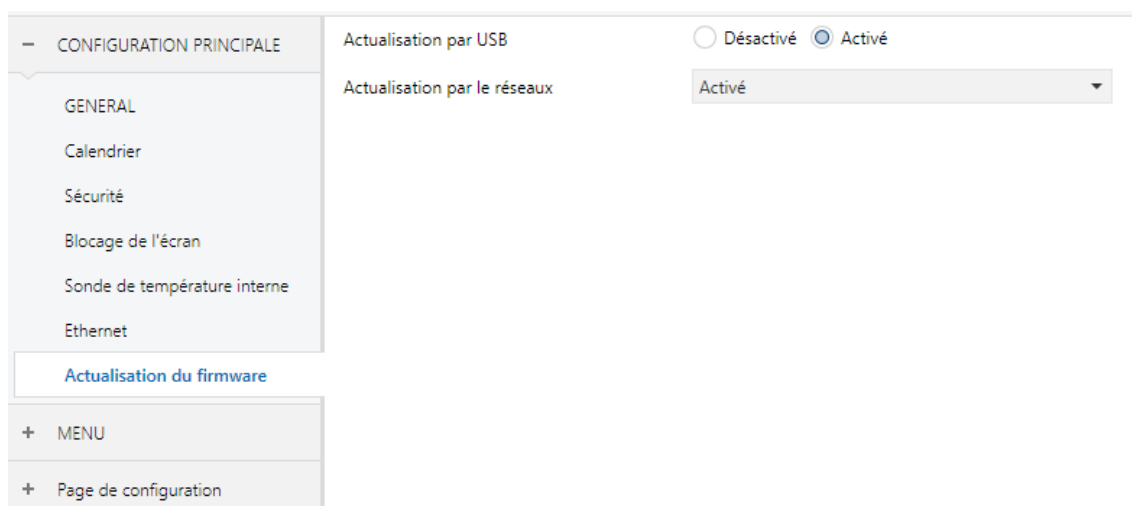 CONFIGURATION PRINCIPALE
Actualisation par USB
Désactivé
Activé
Actualisation par le réseaux
Activé
GENERAL
Calendrier
Sécurité
Blocage de l'écran
Sonde de température interne
Ethernet
Actualisation du firmware
MENU
Page de configuration